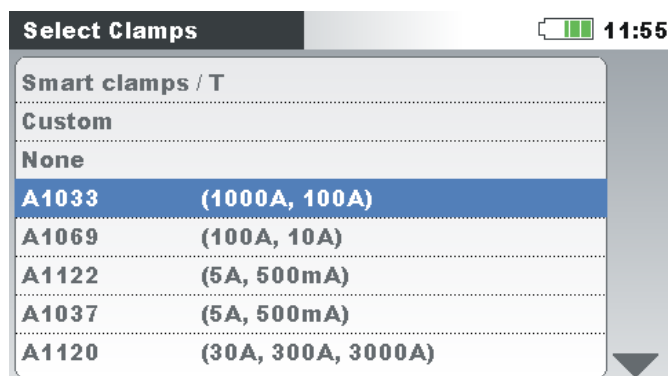 Select Clamps 11:55
Smart clamps / T
Custom
None
A1033 (1000A, 100A)
A1069 (100A, 10A)
A1122 (5A, 500mA)
A1037 (5A, 500mA)
A1120 (30A, 300A, 3000A)